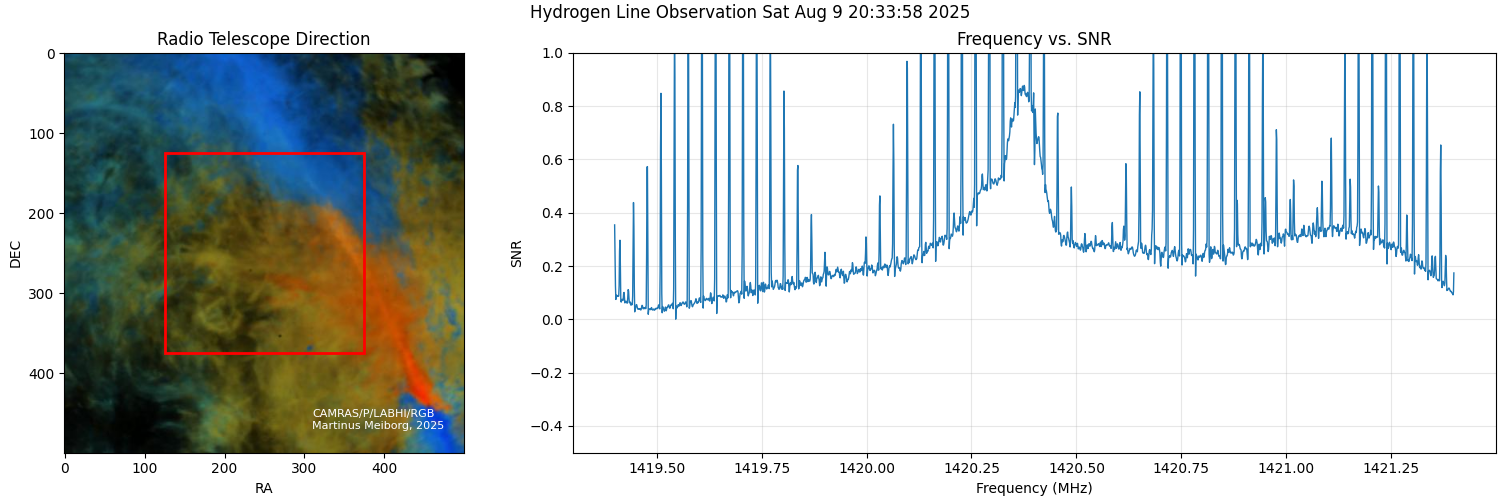 Hydrogen Line Observation Sat Aug 9 20:33:58 2025
Radio Telescope Direction
0
100
200
300
400
DEC
0 100 200 300 400
RA
CAMRAS/P/LABHI/RGB
Martinus Meiborg, 2025
Frequency vs. SNR
1.0
0.8
0.6
0.4
0.2
0.0
−0.2
−0.4
SNR
1419.50 1419.75 1420.00 1420.25 1420.50 1420.75 1421.00 1421.25
Frequency (MHz)